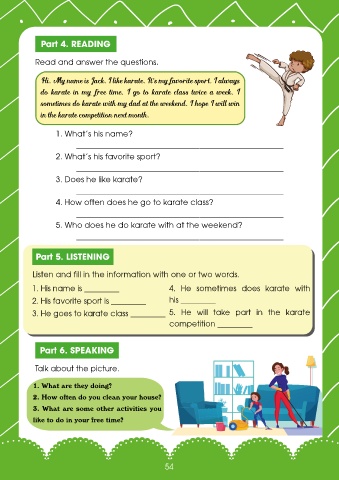 Part 4. READING
Read and answer the questions.
Hi. My name is Jack. I like karate. It's my favorite sport. I always
do karate in my free time. I go to karate class twice a week. I
sometimes do karate with my dad at the weekend. I hope I will win
in the karate competition next month.
1. What's his name?
2. What's his favorite sport?
3. Does he like karate?
4. How often does he go to karate class?
5. Who does he do karate with at the weekend?
Part 5. LISTENING
Listen and fill in the information with one or two words.
1. His name is ________
2. His favorite sport is ________
3. He goes to karate class ________
4. He sometimes does karate with
his ________
5. He will take part in the karate
competition ________
Part 6. SPEAKING
Talk about the picture.
1. What are they doing?
2. How often do you clean your house?
3. What are some other activities you
like to do in your free time?
54